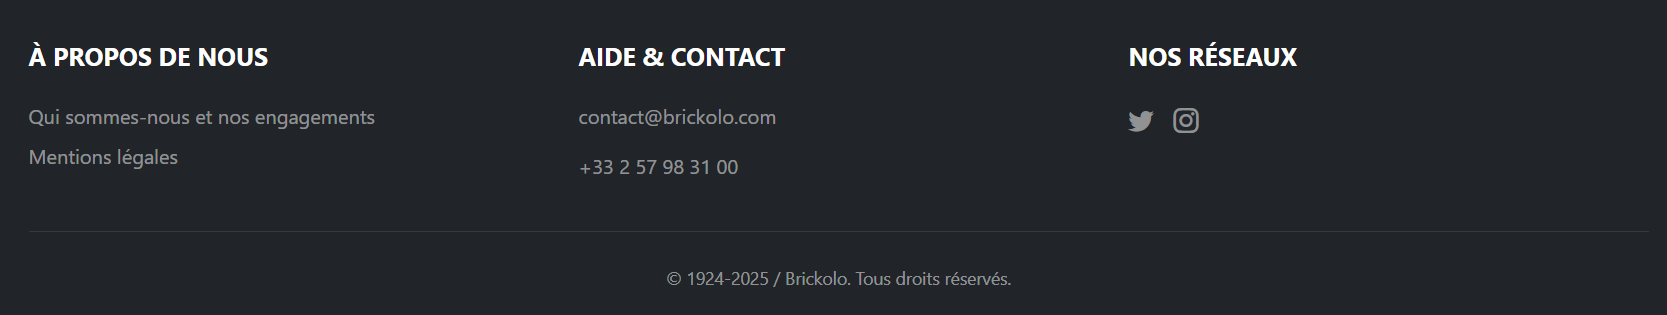 À PROPOS DE NOUS
Qui sommes-nous et nos engagements
Mentions légales
AIDE & CONTACT
contact@brickolo.com
+33 2 57 98 31 00
NOS RÉSEAUX
© 1924-2025 / Brickolo. Tous droits réservés.